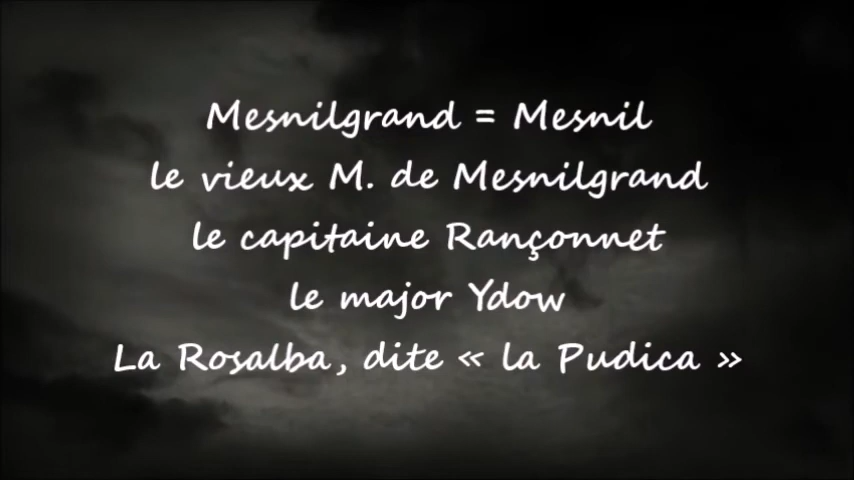 Mesnilgrand = Mesnil
le vieux M. de Mesnilgrand
le capitaine Rançonnet
le major Ydow
La Rosalba, dite « la Pudica »